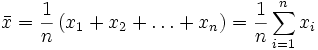 x̄ = 1/n (x₁ + x₂ + … + xₙ) = 1/n ∑ᵢ₌₁ⁿ xᵢ